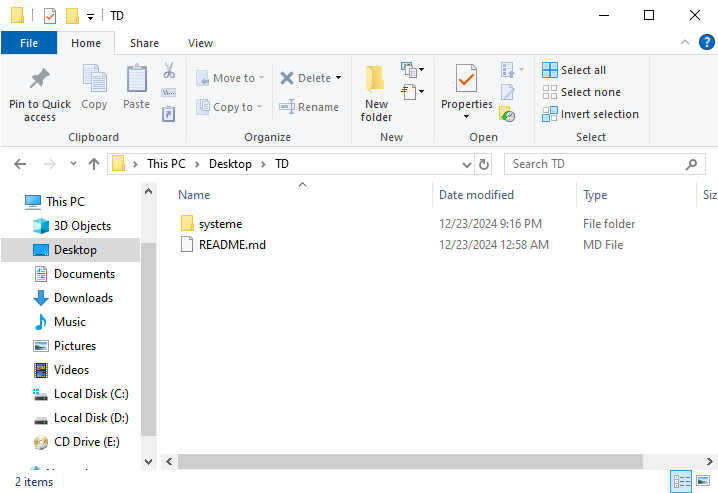 TD
File Home Share View
Pin to Quick access
Copy
Paste
Move to
Copy to
Delete
Rename
New folder
Properties
Select all
Select none
Invert selection
Clipboard Organize New Open Select
This PC Desktop TD
Search TD
Name Date modified Type Siz
systeme 12/23/2024 9:16 PM File folder
README.md 12/23/2024 12:58 AM MD File
This PC
3D Objects
Desktop
Documents
Downloads
Music
Pictures
Videos
Local Disk (C:)
Local Disk (D:)
CD Drive (E:)
2 items